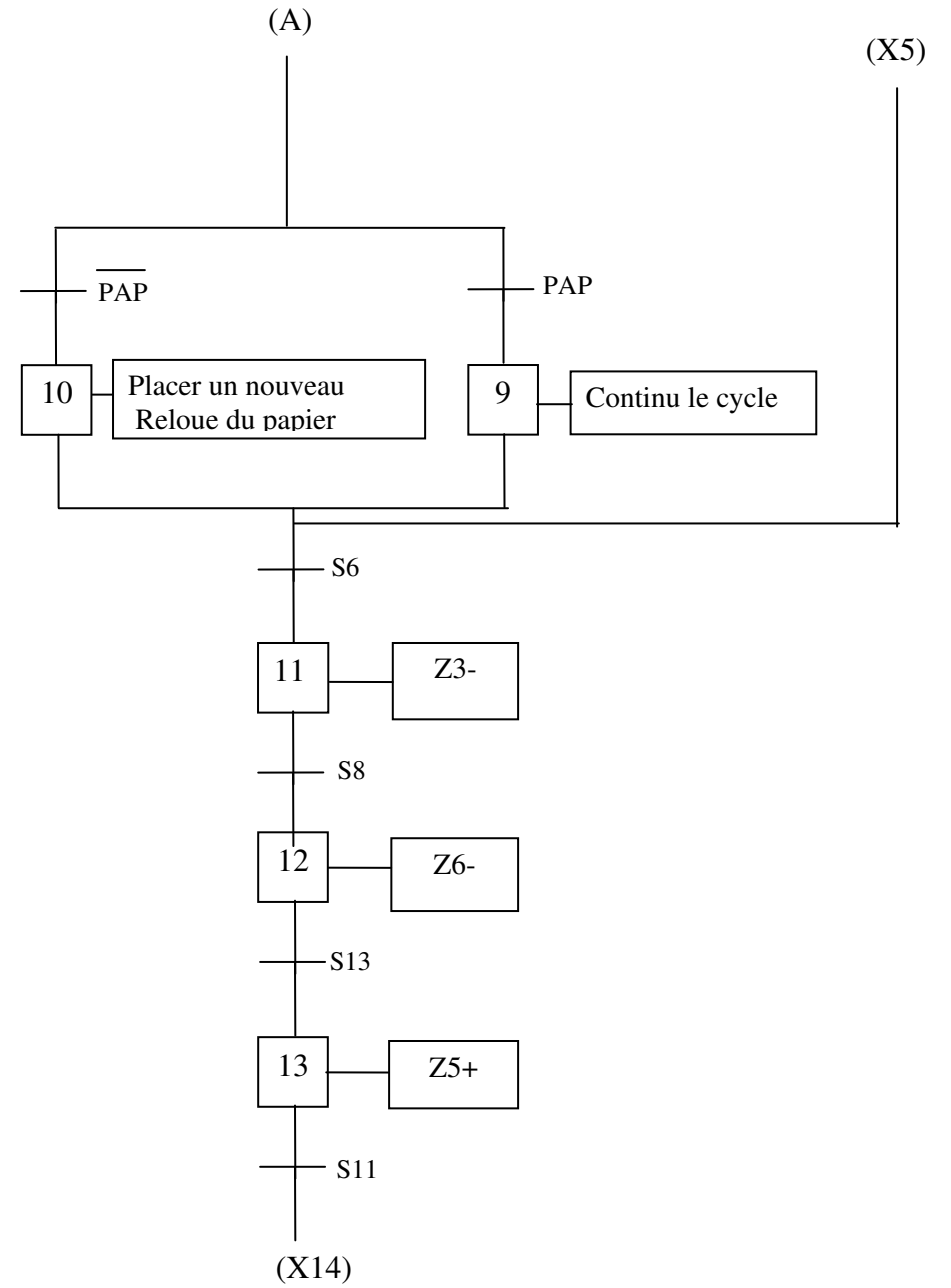 (A)
(X5)
P̅A̅P̅
PAP
10
Placer un nouveau
Reloue du papier
9
Continu le cycle
S6
11
Z3-
S8
12
Z6-
S13
13
Z5+
S11
(X14)